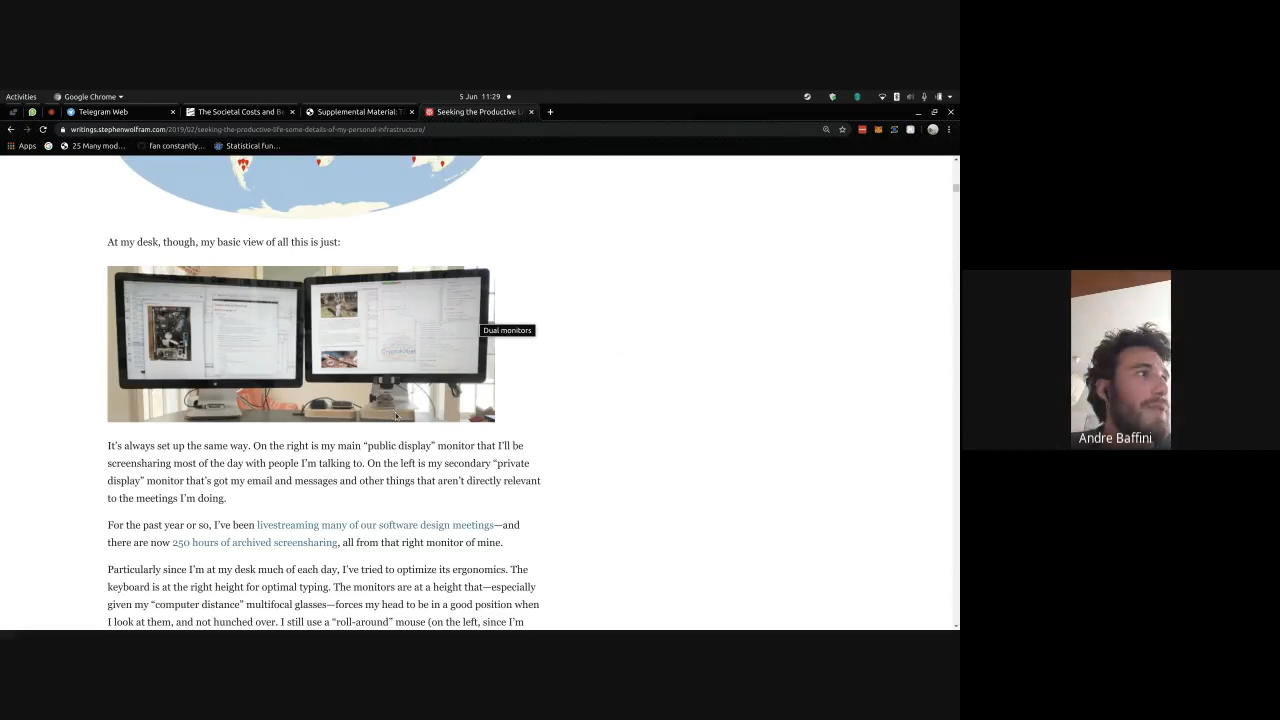 Activities
Google Chrome
5 Jun 11:29
Telegram Web
The Societal Costs and Be
Supplemental Material: T
Seeking the Productive L
writings.stephenwolfram.com/2019/02/seeking-the-productive-life-some-details-of-my-personal-infrastructure/
Apps
25 Many mod...
fan constantly...
Statistical fun...
At my desk, though, my basic view of all this is just:
Dual monitors
It's always set up the same way. On the right is my main “public display” monitor that I'll be
screensharing most of the day with people I'm talking to. On the left is my secondary “private
display” monitor that's got my email and messages and other things that aren't directly relevant
to the meetings I'm doing.
For the past year or so, I've been livestreaming many of our software design meetings—and
there are now 250 hours of archived screensharing, all from that right monitor of mine.
Particularly since I'm at my desk much of each day, I've tried to optimize its ergonomics. The
keyboard is at the right height for optimal typing. The monitors are at a height that—especially
given my “computer distance” multifocal glasses—forces my head to be in a good position when
I look at them, and not hunched over. I still use a “roll-around” mouse (on the left, since I'm
Andre Baffini